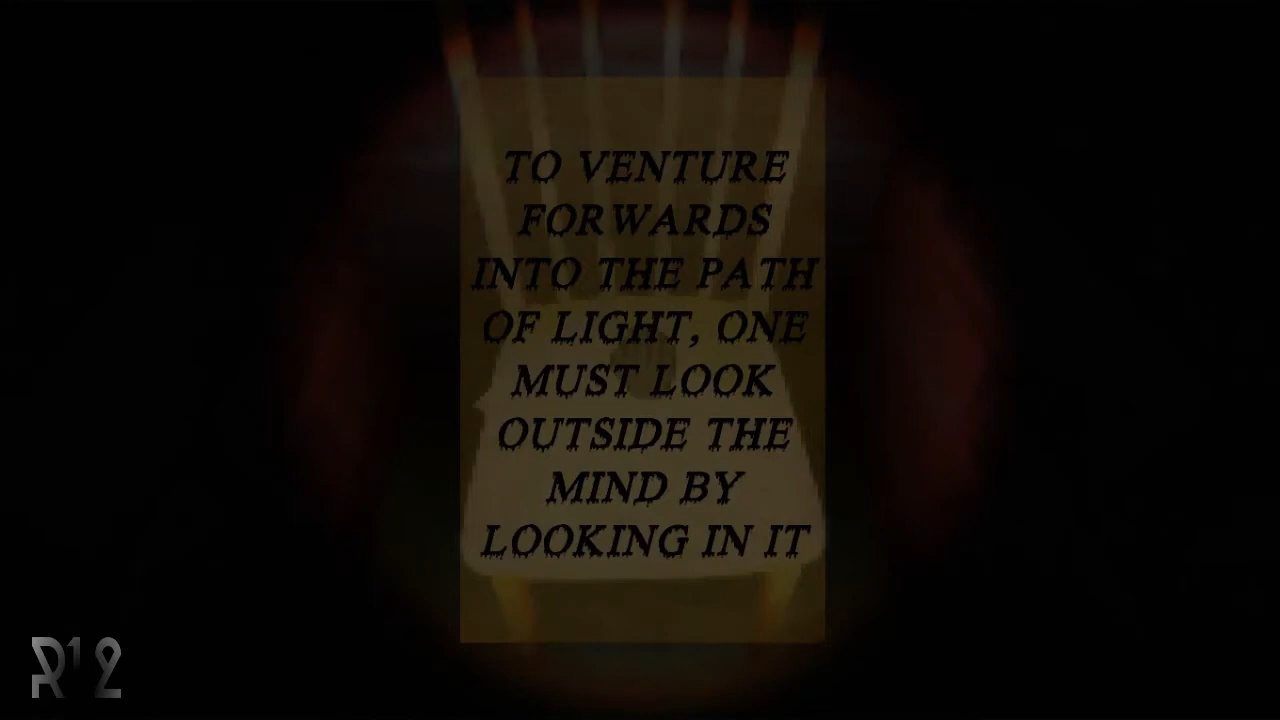 TO VENTURE
FORWARDS
INTO THE PATH
OF LIGHT, ONE
MUST LOOK
OUTSIDE THE
MIND BY
LOOKING IN IT
R12